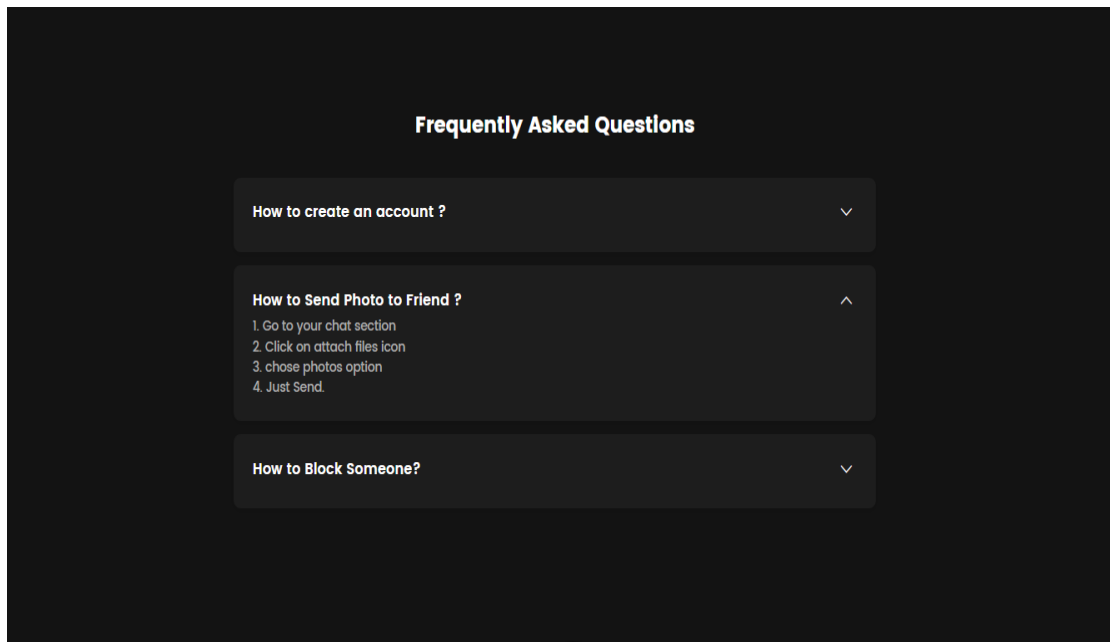 Frequently Asked Questions
How to create an account ?
How to Send Photo to Friend ?
1. Go to your chat section
2. Click on attach files icon
3. chose photos option
4. Just Send.
How to Block Someone?